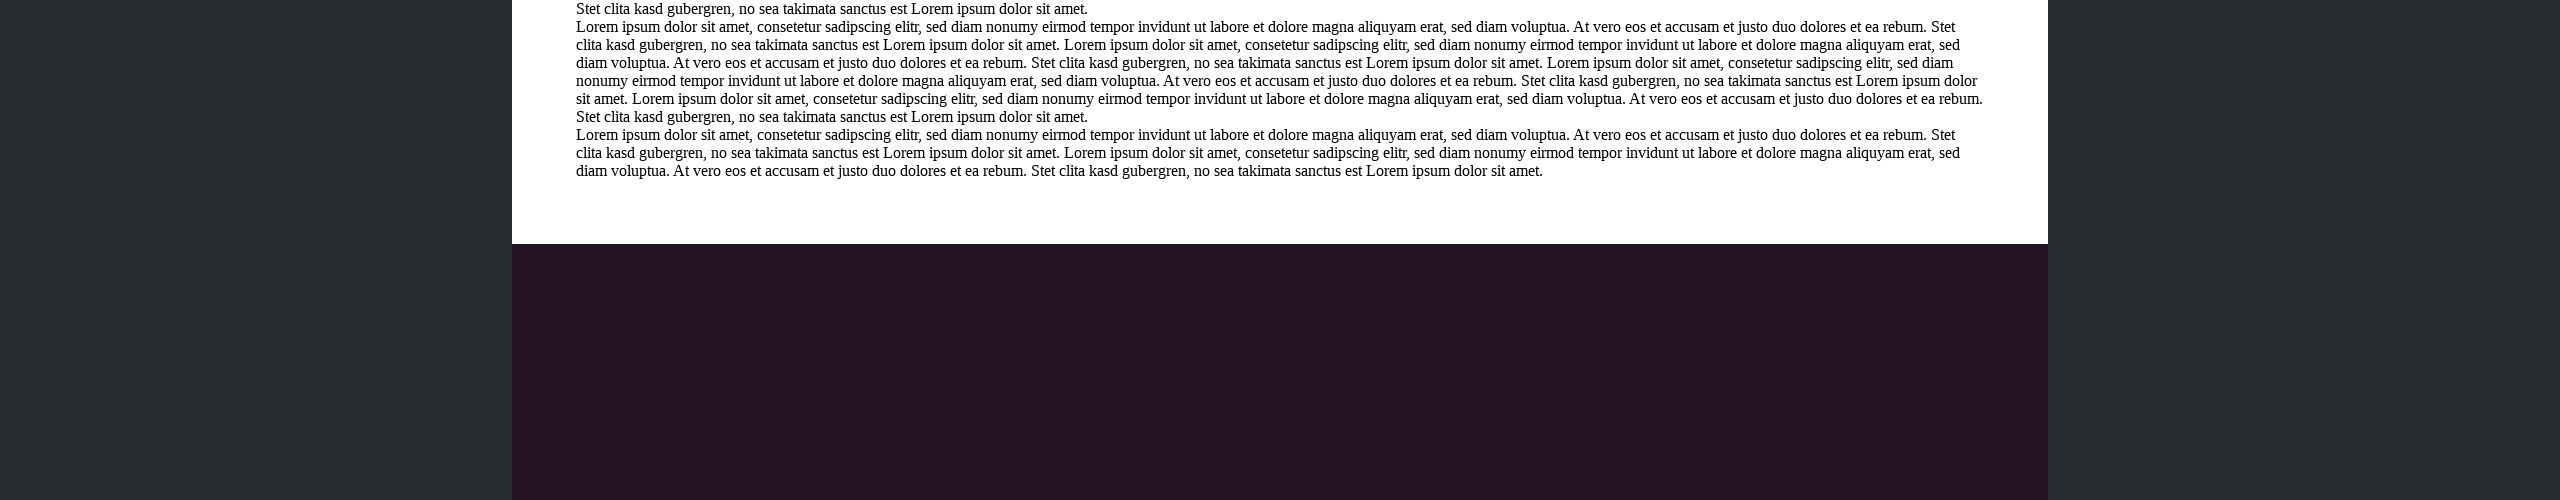 Stet clita kasd gubergren, no sea takimata sanctus est Lorem ipsum dolor sit amet.
Lorem ipsum dolor sit amet, consetetur sadipscing elitr, sed diam nonumy eirmod tempor invidunt ut labore et dolore magna aliquyam erat, sed diam voluptua. At vero eos et accusam et justo duo dolores et ea rebum. Stet
clita kasd gubergren, no sea takimata sanctus est Lorem ipsum dolor sit amet. Lorem ipsum dolor sit amet, consetetur sadipscing elitr, sed diam nonumy eirmod tempor invidunt ut labore et dolore magna aliquyam erat, sed
diam voluptua. At vero eos et accusam et justo duo dolores et ea rebum. Stet clita kasd gubergren, no sea takimata sanctus est Lorem ipsum dolor sit amet. Lorem ipsum dolor sit amet, consetetur sadipscing elitr, sed diam
nonumy eirmod tempor invidunt ut labore et dolore magna aliquyam erat, sed diam voluptua. At vero eos et accusam et justo duo dolores et ea rebum. Stet clita kasd gubergren, no sea takimata sanctus est Lorem ipsum dolor
sit amet. Lorem ipsum dolor sit amet, consetetur sadipscing elitr, sed diam nonumy eirmod tempor invidunt ut labore et dolore magna aliquyam erat, sed diam voluptua. At vero eos et accusam et justo duo dolores et ea rebum.
Stet clita kasd gubergren, no sea takimata sanctus est Lorem ipsum dolor sit amet.
Lorem ipsum dolor sit amet, consetetur sadipscing elitr, sed diam nonumy eirmod tempor invidunt ut labore et dolore magna aliquyam erat, sed diam voluptua. At vero eos et accusam et justo duo dolores et ea rebum. Stet
clita kasd gubergren, no sea takimata sanctus est Lorem ipsum dolor sit amet. Lorem ipsum dolor sit amet, consetetur sadipscing elitr, sed diam nonumy eirmod tempor invidunt ut labore et dolore magna aliquyam erat, sed
diam voluptua. At vero eos et accusam et justo duo dolores et ea rebum. Stet clita kasd gubergren, no sea takimata sanctus est Lorem ipsum dolor sit amet.